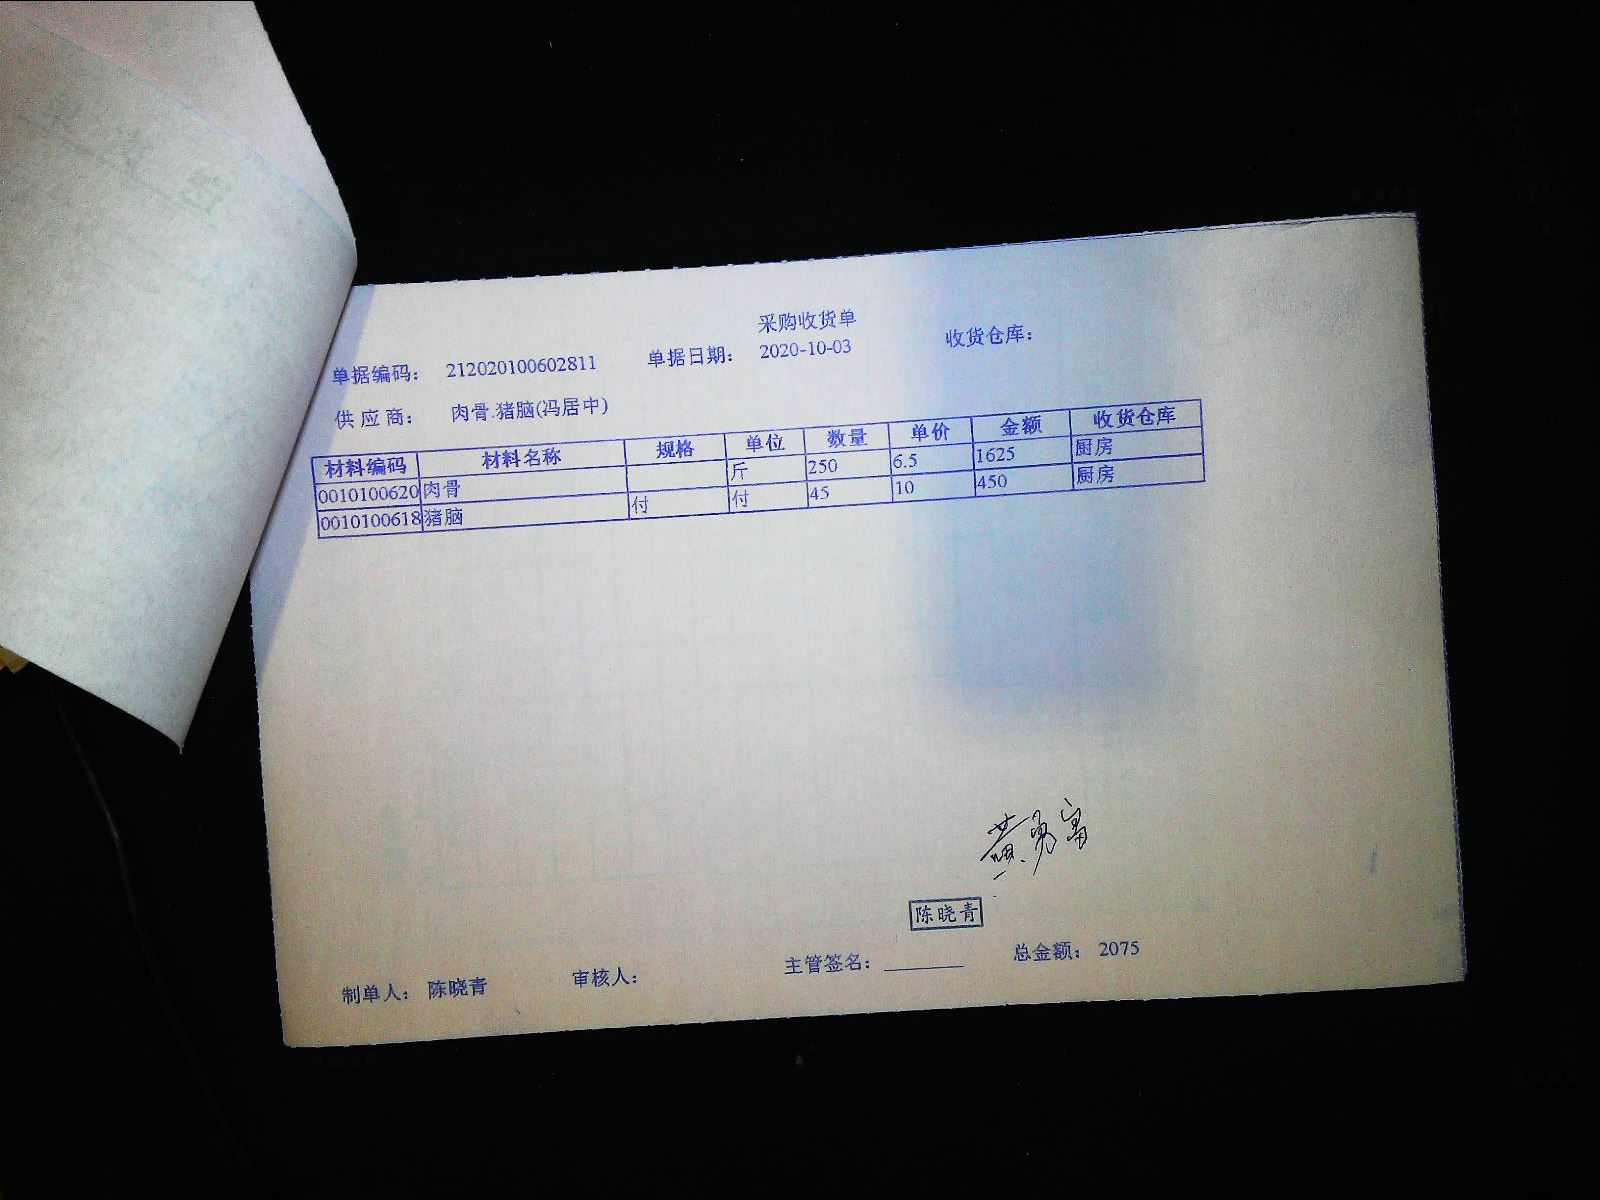 采购收货单
单据编码： 212020100602811 单据日期： 2020-10-03 收货仓库：
供应商： 肉骨.猪脑(冯居中)
材料编码 材料名称 规格 单位 数量 单价 金额 收货仓库
0010100620 肉骨 斤 250 6.5 1625 厨房
0010100618 猪脑 付 付 45 10 450 厨房
黄勇富
陈晓青
制单人： 陈晓青 审核人： 主管签名： 总金额： 2075